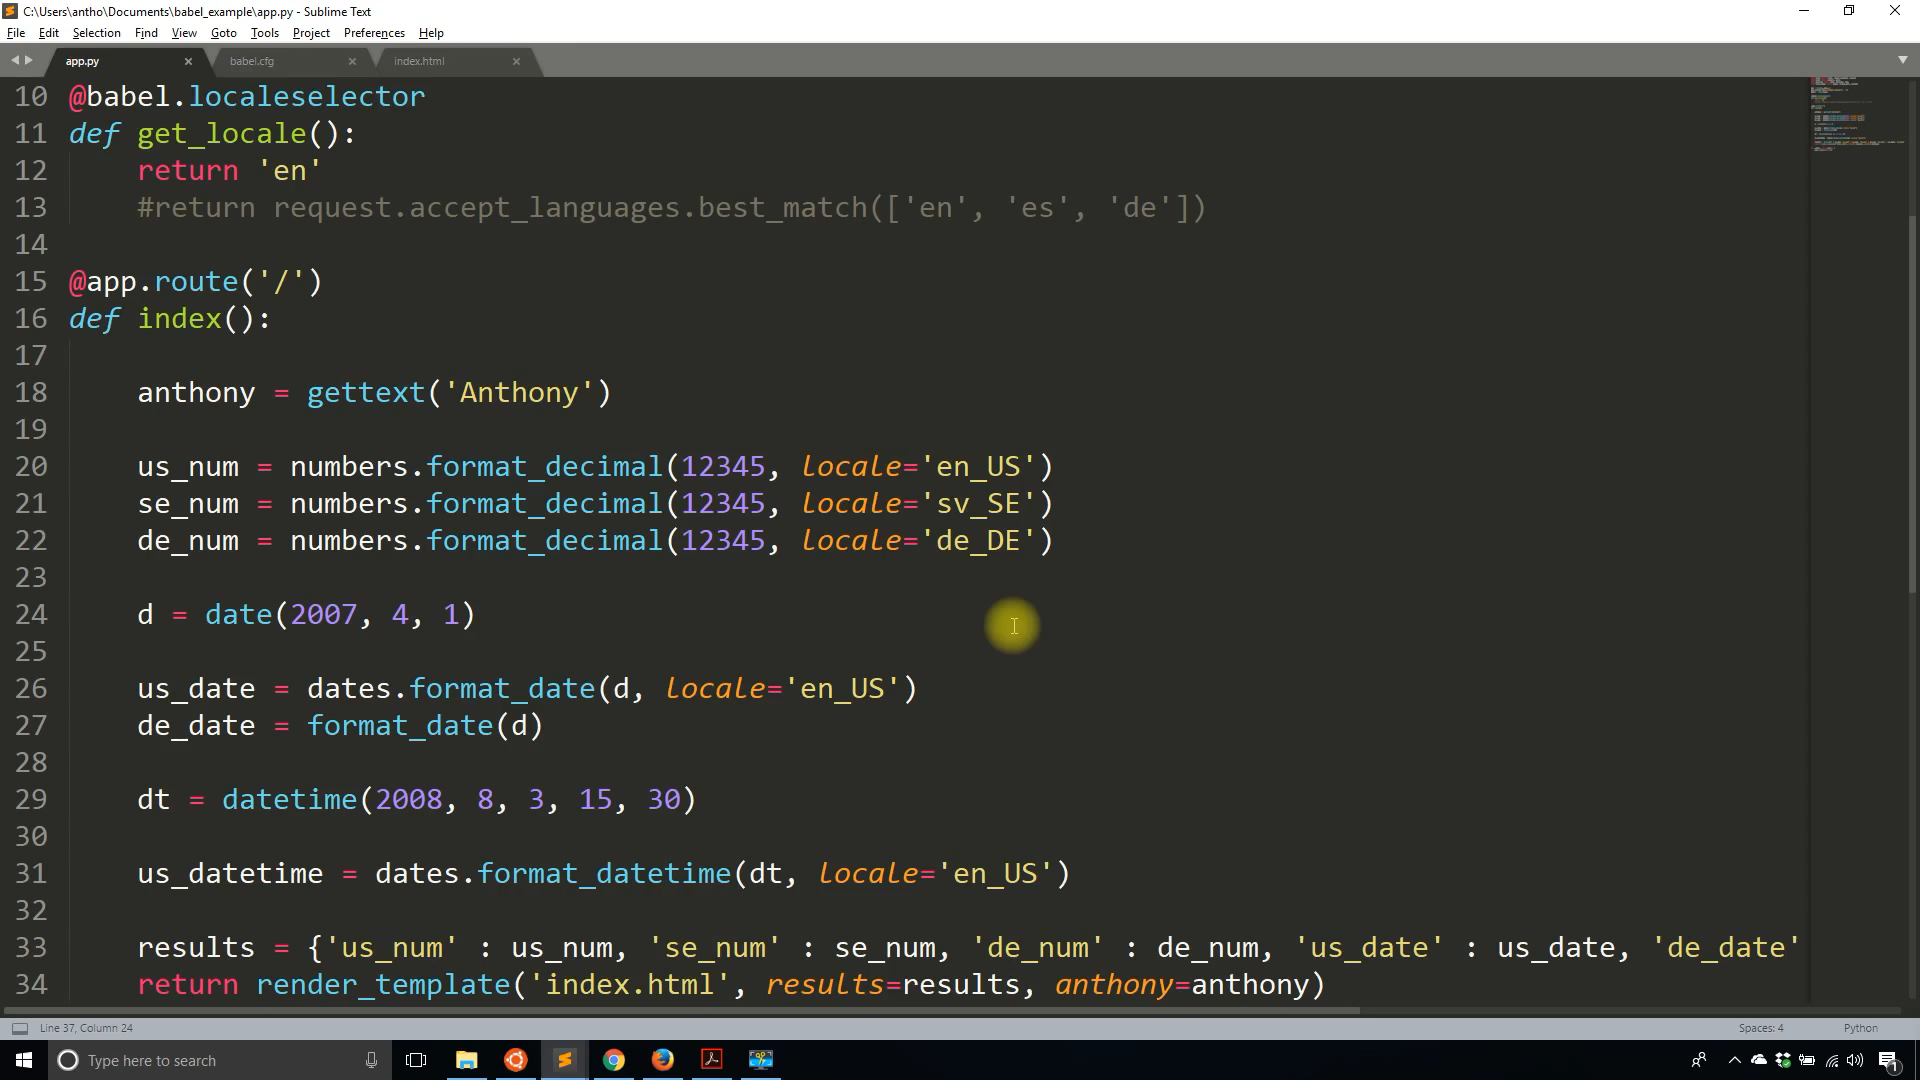 C:\Users\antho\Documents\babel_example\app.py - Sublime Text
File Edit Selection Find View Goto Tools Project Preferences Help
app.py babel.cfg index.html
10 @babel.localeselector
11 def get_locale():
12     return 'en'
13     #return request.accept_languages.best_match(['en', 'es', 'de'])
14
15 @app.route('/')
16 def index():
17
18     anthony = gettext('Anthony')
19
20     us_num = numbers.format_decimal(12345, locale='en_US')
21     se_num = numbers.format_decimal(12345, locale='sv_SE')
22     de_num = numbers.format_decimal(12345, locale='de_DE')
23
24     d = date(2007, 4, 1)
25
26     us_date = dates.format_date(d, locale='en_US')
27     de_date = format_date(d)
28
29     dt = datetime(2008, 8, 3, 15, 30)
30
31     us_datetime = dates.format_datetime(dt, locale='en_US')
32
33     results = {'us_num' : us_num, 'se_num' : se_num, 'de_num' : de_num, 'us_date' : us_date, 'de_date'
34     return render_template('index.html', results=results, anthony=anthony)
Line 37, Column 24 Spaces: 4 Python
Type here to search
1